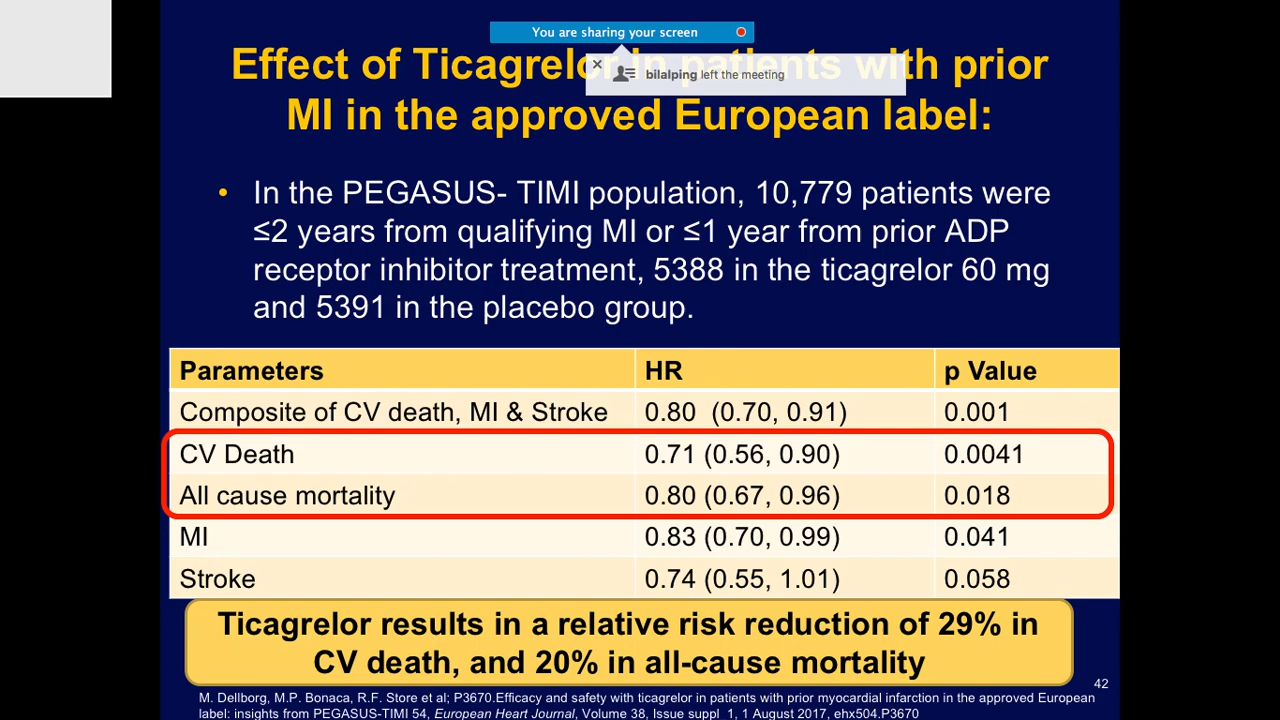 You are sharing your screen
bilalping left the meeting
Effect of Ticagrelor in patients with prior
MI in the approved European label:
• In the PEGASUS- TIMI population, 10,779 patients were
≤2 years from qualifying MI or ≤1 year from prior ADP
receptor inhibitor treatment, 5388 in the ticagrelor 60 mg
and 5391 in the placebo group.
Parameters HR p Value
Composite of CV death, MI & Stroke 0.80 (0.70, 0.91) 0.001
CV Death 0.71 (0.56, 0.90) 0.0041
All cause mortality 0.80 (0.67, 0.96) 0.018
MI 0.83 (0.70, 0.99) 0.041
Stroke 0.74 (0.55, 1.01) 0.058
Ticagrelor results in a relative risk reduction of 29% in
CV death, and 20% in all-cause mortality
42
M. Dellborg, M.P. Bonaca, R.F. Store et al; P3670.Efficacy and safety with ticagrelor in patients with prior myocardial infarction in the approved European
label: insights from PEGASUS-TIMI 54, European Heart Journal, Volume 38, Issue suppl_1, 1 August 2017, ehx504.P3670